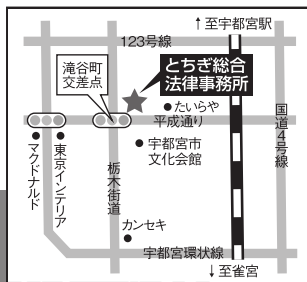 ↑至宇都宮駅
123号線
滝谷町
交差点
とちぎ総合
法律事務所
たいらや
平成通り
国道4号線
宇都宮市
文化会館
マクドナルド
東京インテリア
栃木街道
カンセキ
宇都宮環状線
↓至雀宮